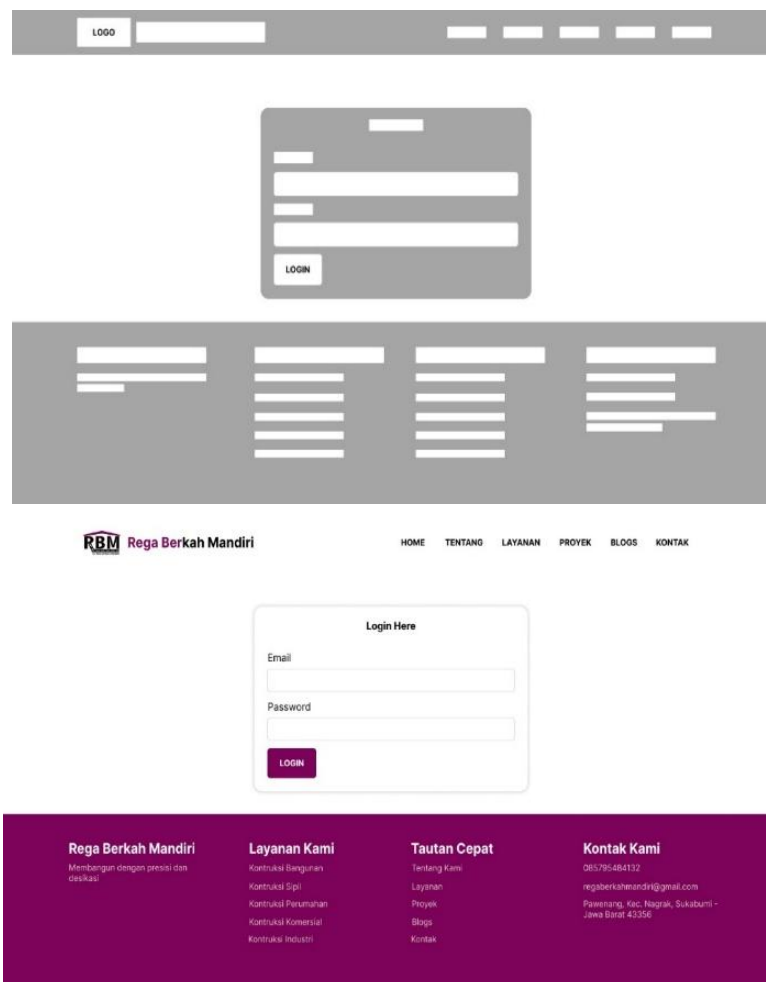 LOGO
LOGIN
RBM Rega Berkah Mandiri
HOME TENTANG LAYANAN PROYEK BLOGS KONTAK
Login Here
Email
Password
LOGIN
Rega Berkah Mandiri
Membangun dengan presisi dan
desikasi
Layanan Kami
Kontruksi Bangunan
Kontruksi Sipil
Kontruksi Perumahan
Kontruksi Komersial
Kontruksi Industri
Tautan Cepat
Tentang Kami
Layanan
Proyek
Blogs
Kontak
Kontak Kami
085795484132
regaberkahmandiri@gmail.com
Pawenang, Kec. Nagrak, Sukabumi -
Jawa Barat 43356